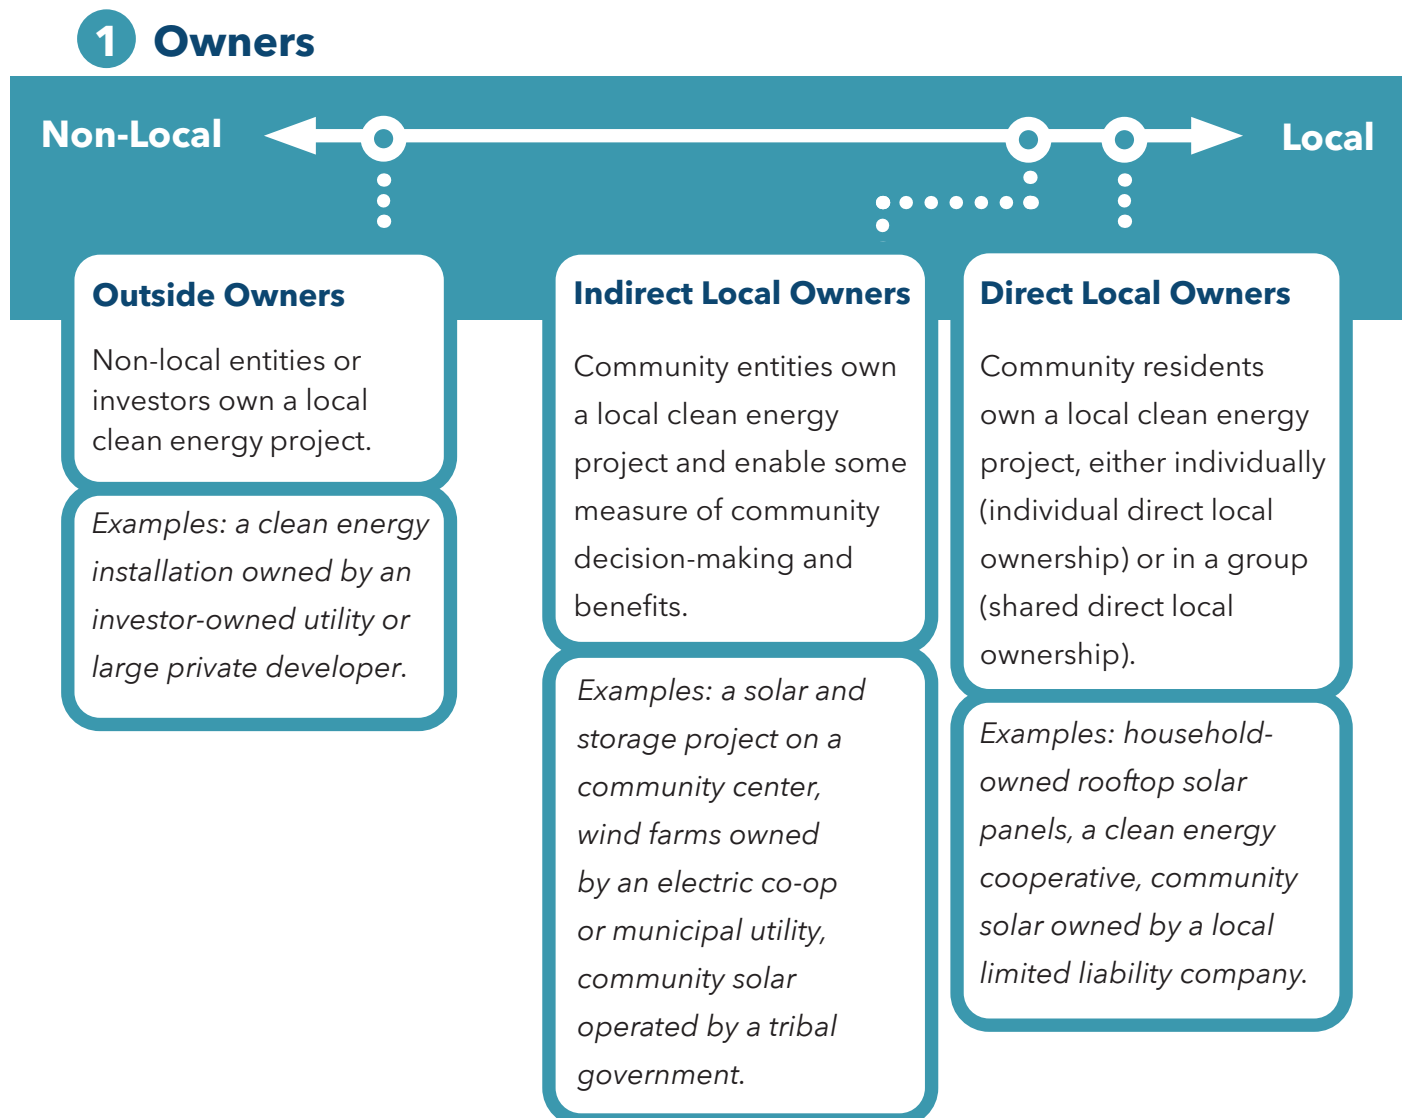 1 Owners
Non-Local
Local
Outside Owners
Non-local entities or
investors own a local
clean energy project.
Examples: a clean energy
installation owned by an
investor-owned utility or
large private developer.
Indirect Local Owners
Community entities own
a local clean energy
project and enable some
measure of community
decision-making and
benefits.
Examples: a solar and
storage project on a
community center,
wind farms owned
by an electric co-op
or municipal utility,
community solar
operated by a tribal
government.
Direct Local Owners
Community residents
own a local clean energy
project, either individually
(individual direct local
ownership) or in a group
(shared direct local
ownership).
Examples: household-
owned rooftop solar
panels, a clean energy
cooperative, community
solar owned by a local
limited liability company.